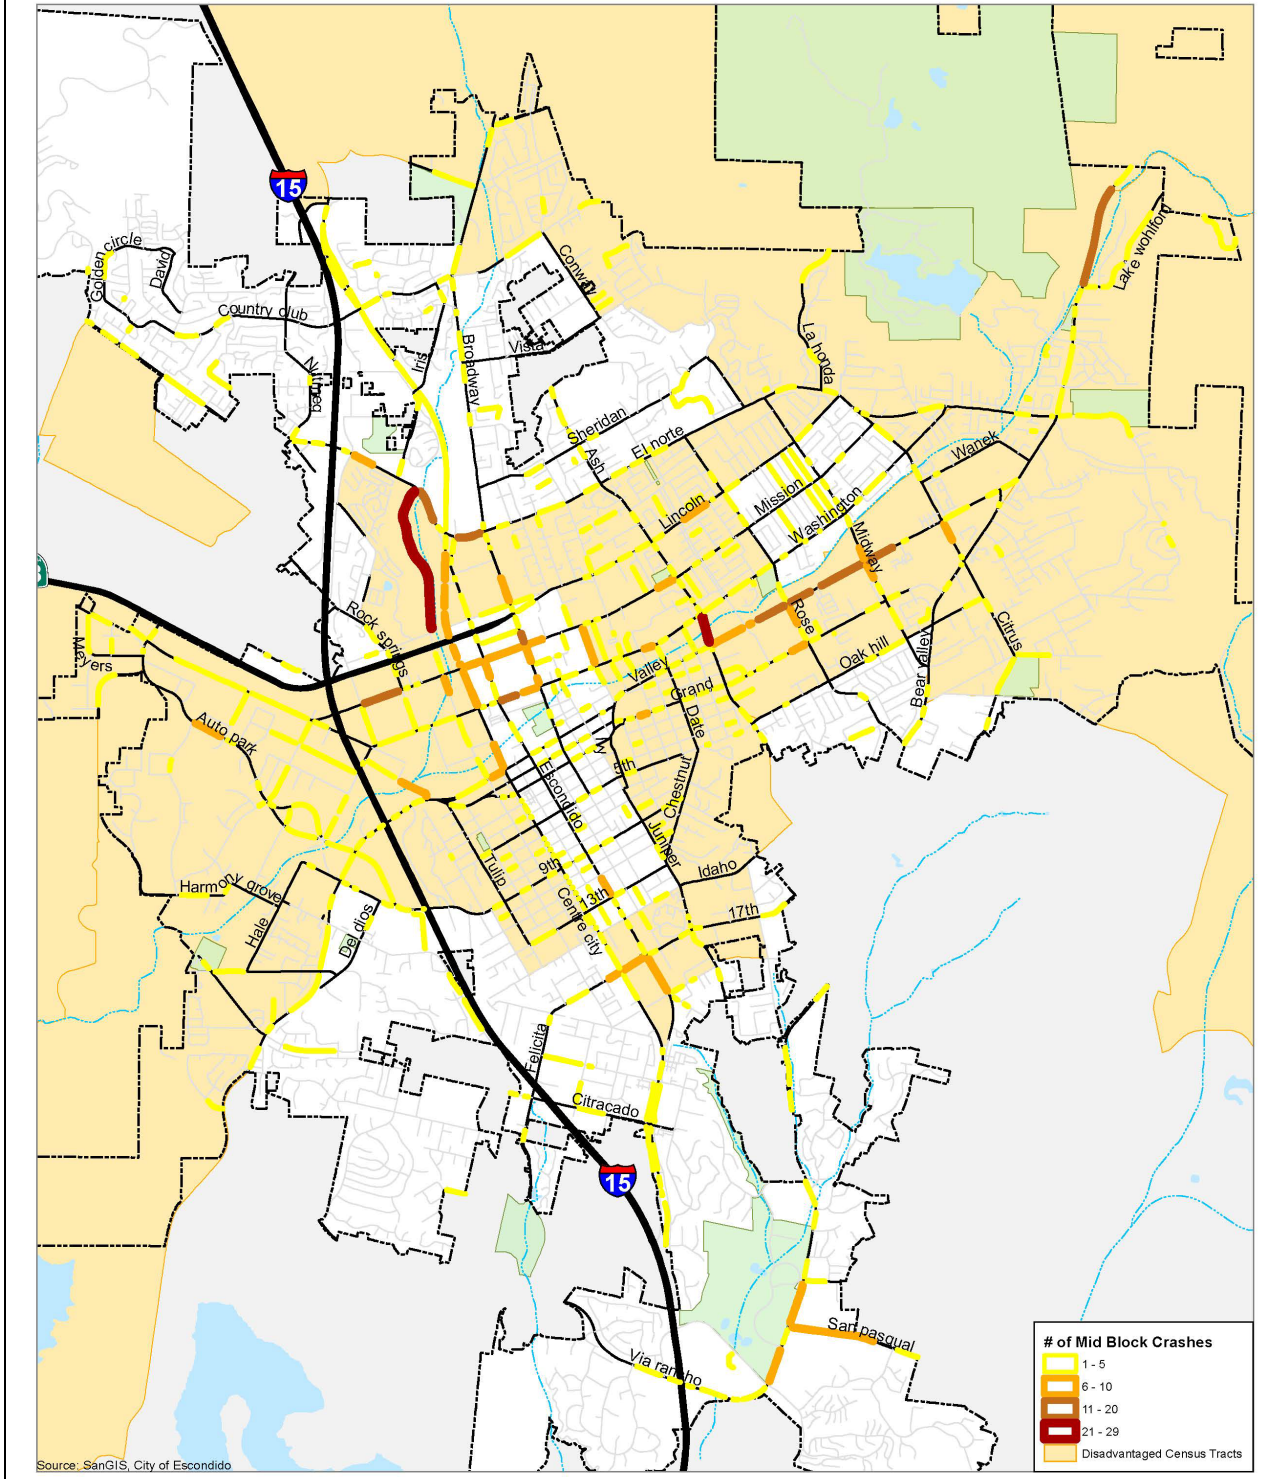 15
Golden circle
David
Conway
Lake wohlford
Country club
Nutmeg
Iris
Broadway
Vista
La honda
Sheridan
Ash
El norte
Wanek
Lincoln
Mission
Washington
Midway
Rock springs
Rose
Citrus
Mayers
Valley
Oak hill
Bear valley
Grand
Auto park
Date
Ivy
5th
Escondido
Chestnut
Juniper
Tulip
9th
Idaho
Harmony grove
13th
Centre city
17th
Hale
Del dios
Felicita
Citracado
15
San pasqual
Via rancho
# of Mid Block Crashes
1 - 5
6 - 10
11 - 20
21 - 29
Disadvantaged Census Tracts
Source: SanGIS, City of Escondido